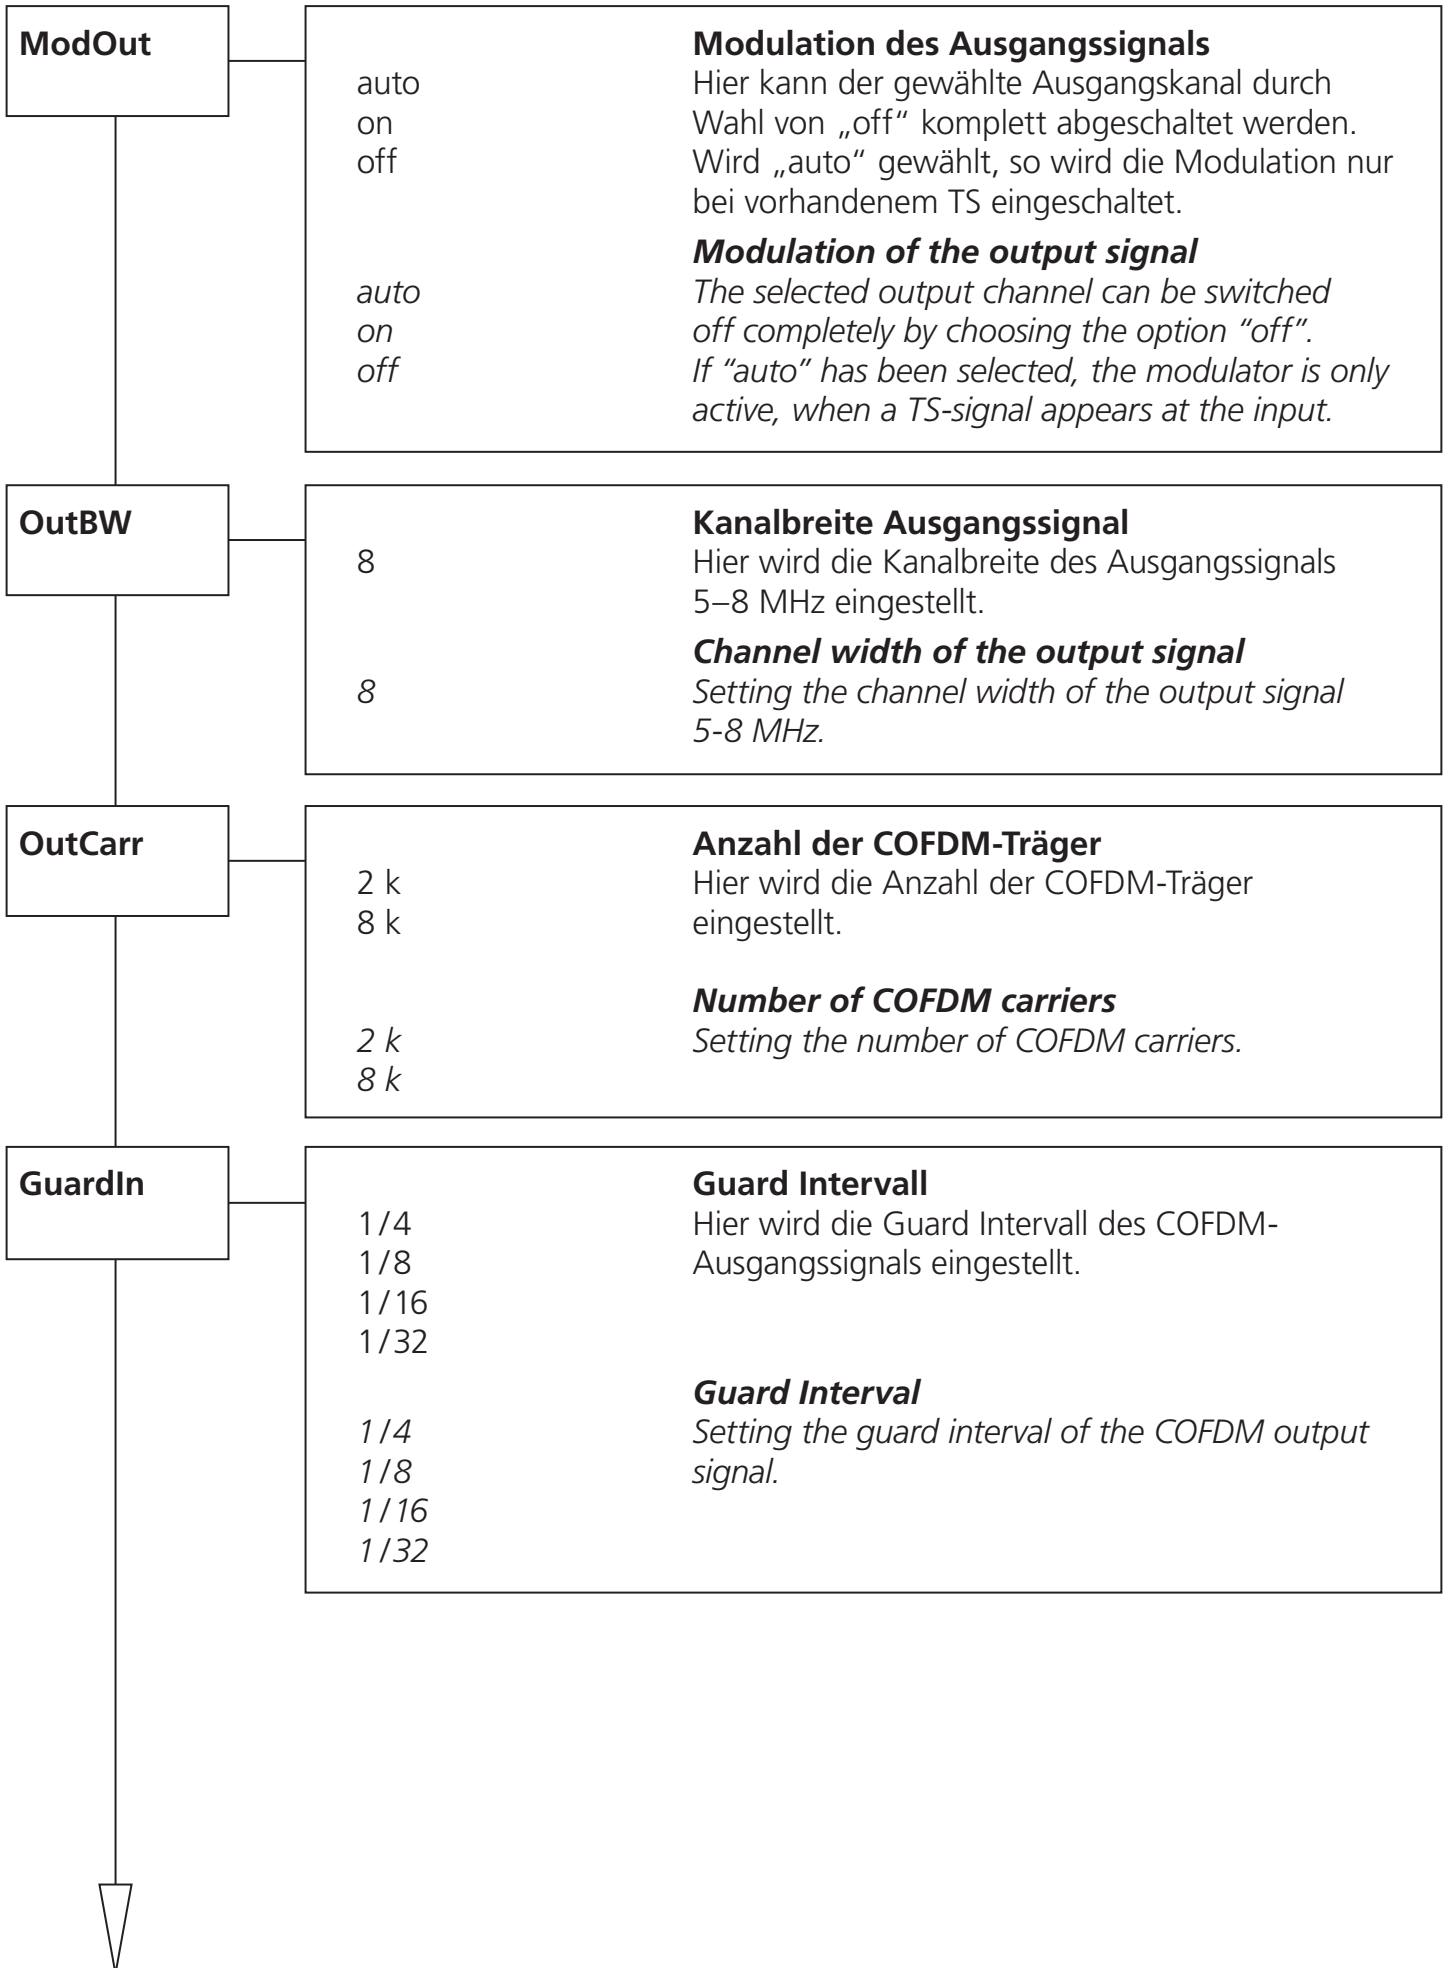 ModOut
Modulation des Ausgangssignals
auto Hier kann der gewählte Ausgangskanal durch
on Wahl von „off“ komplett abgeschaltet werden.
off Wird „auto“ gewählt, so wird die Modulation nur
bei vorhandenem TS eingeschaltet.
Modulation of the output signal
auto The selected output channel can be switched
on off completely by choosing the option “off”.
off If “auto” has been selected, the modulator is only
active, when a TS-signal appears at the input.
OutBW
Kanalbreite Ausgangssignal
8 Hier wird die Kanalbreite des Ausgangssignals
5–8 MHz eingestellt.
Channel width of the output signal
8 Setting the channel width of the output signal
5-8 MHz.
OutCarr
Anzahl der COFDM-Träger
2 k Hier wird die Anzahl der COFDM-Träger
8 k eingestellt.
Number of COFDM carriers
2 k Setting the number of COFDM carriers.
8 k
GuardIn
Guard Intervall
1/4 Hier wird die Guard Intervall des COFDM-
1/8 Ausgangssignals eingestellt.
1/16
1/32
Guard Interval
1/4 Setting the guard interval of the COFDM output
1/8 signal.
1/16
1/32